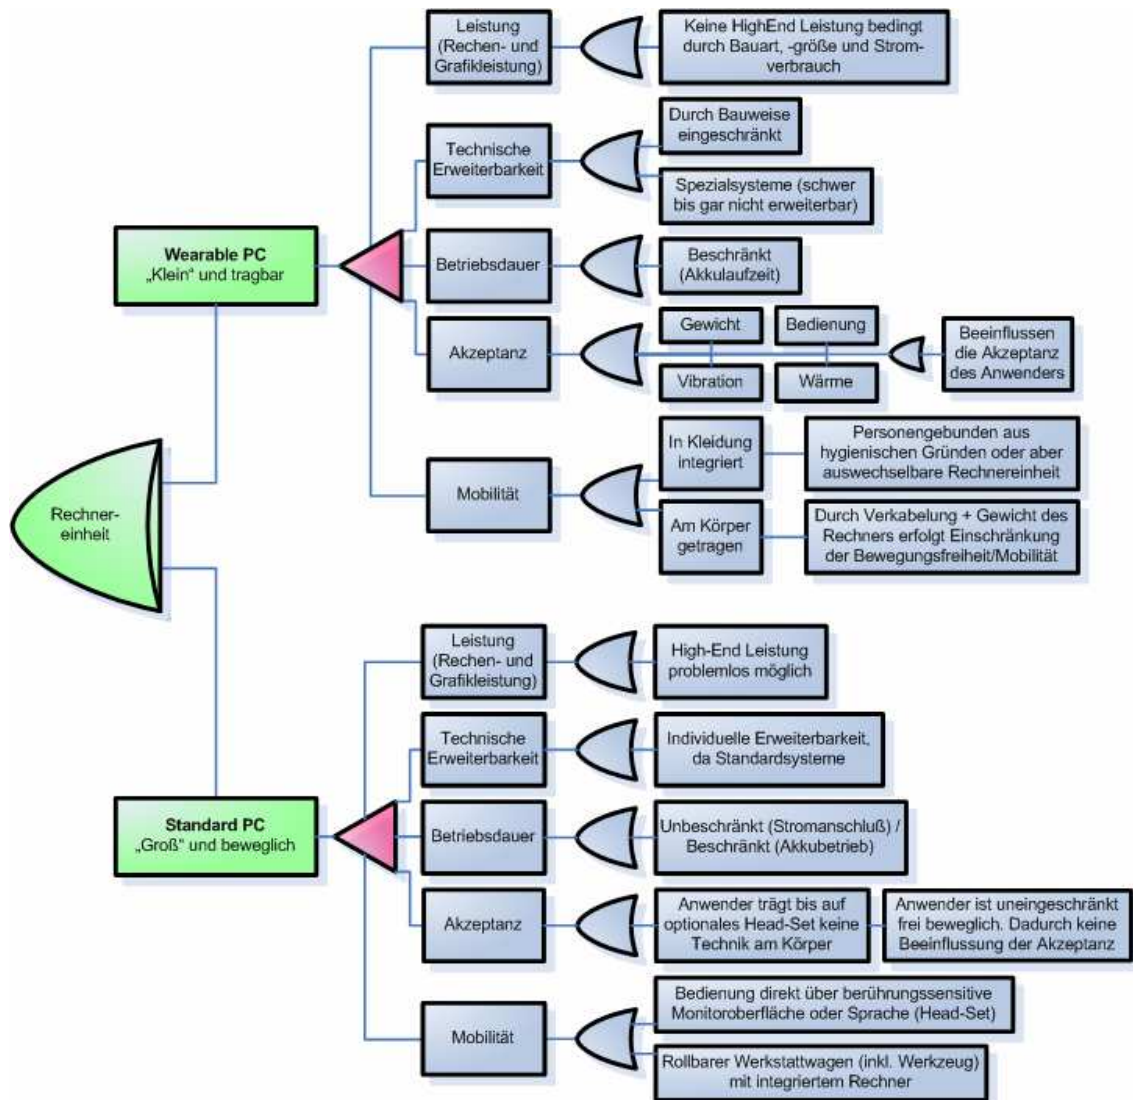 Leistung
(Rechen- und
Grafikleistung)
Keine HighEnd Leistung bedingt
durch Bauart, -größe und Strom-
verbrauch
Technische
Erweiterbarkeit
Durch Bauweise
eingeschränkt
Spezialsysteme (schwer
bis gar nicht erweiterbar)
Wearable PC
„Klein“ und tragbar
Betriebsdauer
Beschränkt
(Akkulaufzeit)
Akzeptanz
Gewicht
Bedienung
Vibration
Wärme
Beeinflussen
die Akzeptanz
des Anwenders
Mobilität
In Kleidung
integriert
Personengebunden aus
hygienischen Gründen oder aber
auswechselbare Rechnereinheit
Am Körper
getragen
Durch Verkabelung + Gewicht des
Rechners erfolgt Einschränkung
der Bewegungsfreiheit/Mobilität
Rechner-
einheit
Leistung
(Rechen- und
Grafikleistung)
High-End Leistung
problemlos möglich
Technische
Erweiterbarkeit
Individuelle Erweiterbarkeit,
da Standardsysteme
Standard PC
„Groß“ und beweglich
Betriebsdauer
Unbeschränkt (Stromanschluß) /
Beschränkt (Akkubetrieb)
Akzeptanz
Anwender trägt bis auf
optionales Head-Set keine
Technik am Körper
Anwender ist uneingeschränkt
frei beweglich. Dadurch keine
Beeinflussung der Akzeptanz
Mobilität
Bedienung direkt über berührungssensitive
Monitoroberfläche oder Sprache (Head-Set)
Rollbarer Werkstattwagen (inkl. Werkzeug)
mit integriertem Rechner